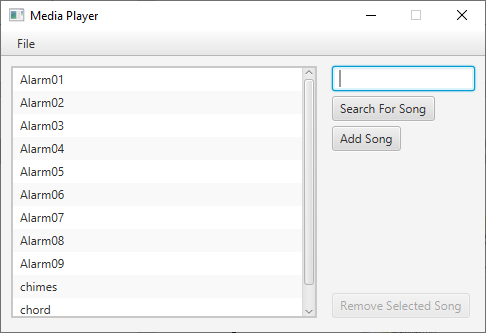 Media Player
File
Alarm01
Alarm02
Alarm03
Alarm04
Alarm05
Alarm06
Alarm07
Alarm08
Alarm09
chimes
chord
Search For Song
Add Song
Remove Selected Song